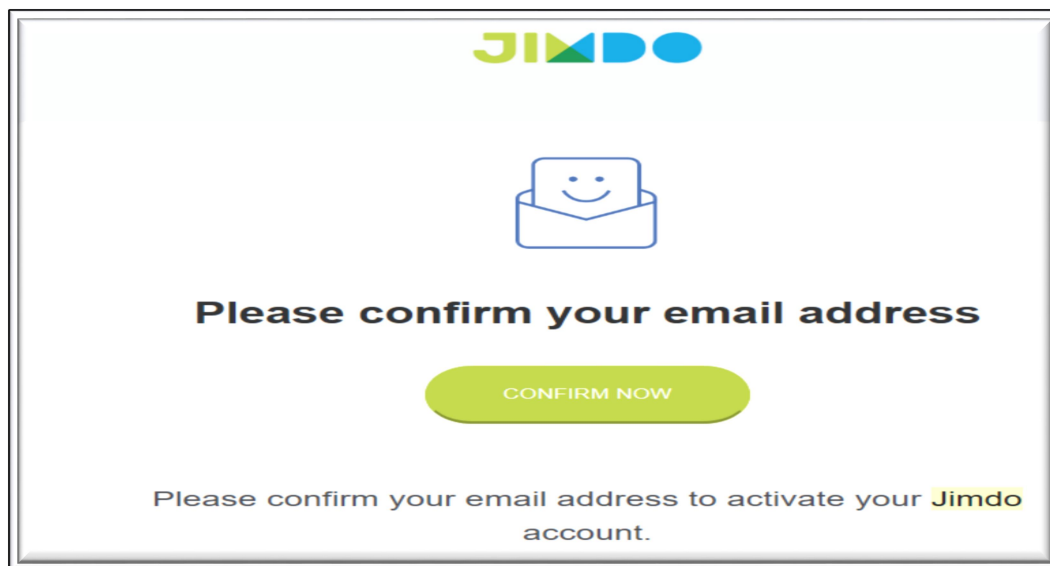 JIMDO
Please confirm your email address
CONFIRM NOW
Please confirm your email address to activate your Jimdo
account.